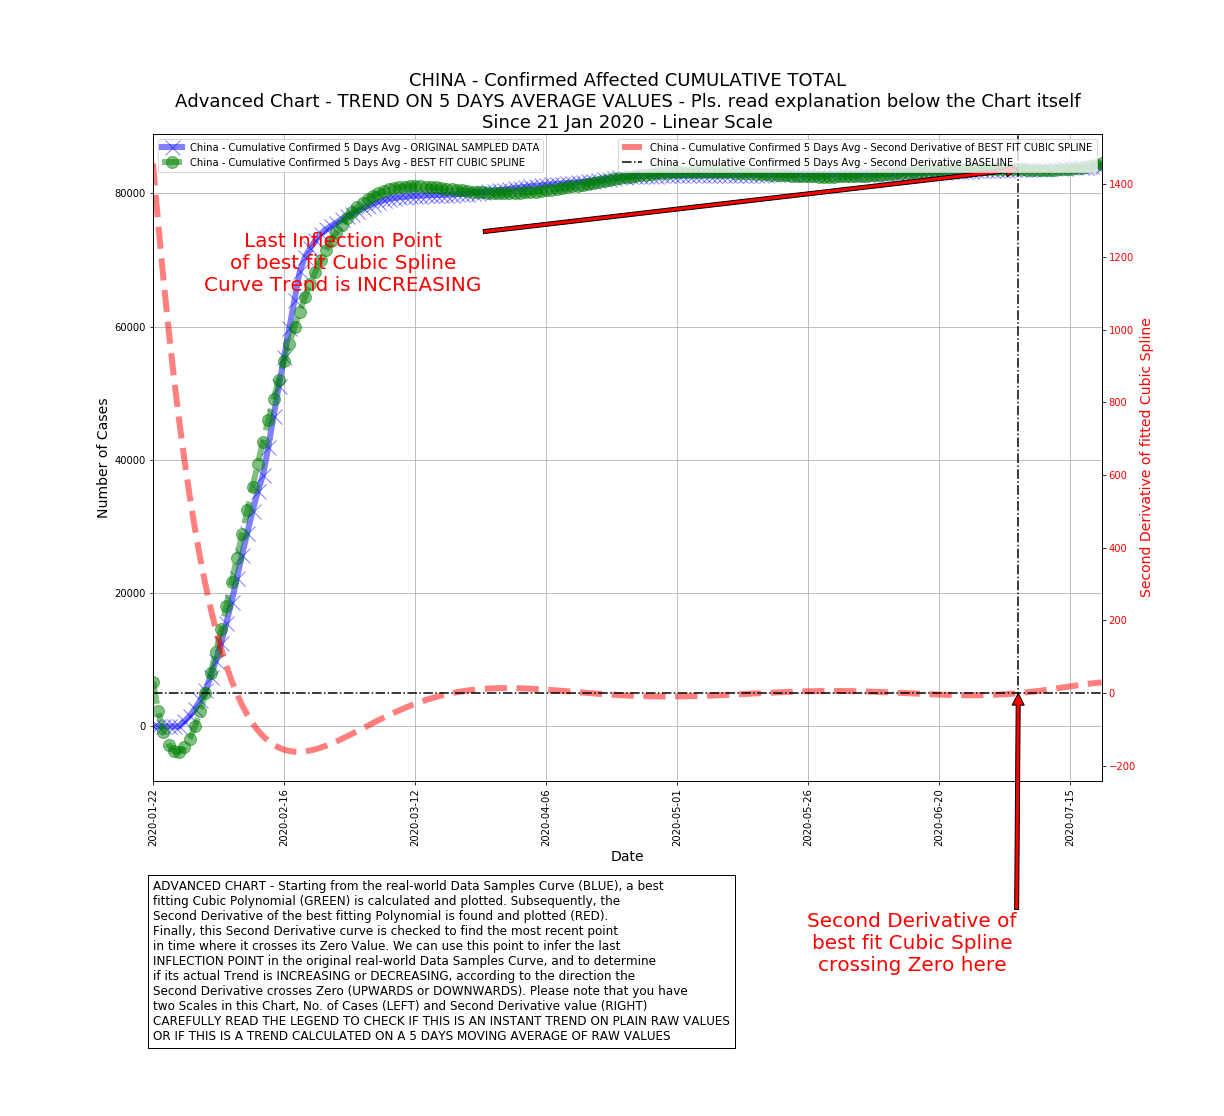 CHINA - Confirmed Affected CUMULATIVE TOTAL
Advanced Chart - TREND ON 5 DAYS AVERAGE VALUES - Pls. read explanation below the Chart itself
Since 21 Jan 2020 - Linear Scale
China - Cumulative Confirmed 5 Days Avg - ORIGINAL SAMPLED DATA
China - Cumulative Confirmed 5 Days Avg - BEST FIT CUBIC SPLINE
China - Cumulative Confirmed 5 Days Avg - Second Derivative of BEST FIT CUBIC SPLINE
China - Cumulative Confirmed 5 Days Avg - Second Derivative BASELINE
Last Inflection Point
of best fit Cubic Spline
Curve Trend is INCREASING
Number of Cases
80000
60000
40000
20000
0
1400
1200
1000
800
600
400
200
0
−200
Second Derivative of fitted Cubic Spline
2020-01-22
2020-02-16
2020-03-12
2020-04-06
2020-05-01
2020-05-26
2020-06-20
2020-07-15
Date
Second Derivative of
best fit Cubic Spline
crossing Zero here
ADVANCED CHART - Starting from the real-world Data Samples Curve (BLUE), a best
fitting Cubic Polynomial (GREEN) is calculated and plotted. Subsequently, the
Second Derivative of the best fitting Polynomial is found and plotted (RED).
Finally, this Second Derivative curve is checked to find the most recent point
in time where it crosses its Zero Value. We can use this point to infer the last
INFLECTION POINT in the original real-world Data Samples Curve, and to determine
if its actual Trend is INCREASING or DECREASING, according to the direction the
Second Derivative crosses Zero (UPWARDS or DOWNWARDS). Please note that you have
two Scales in this Chart, No. of Cases (LEFT) and Second Derivative value (RIGHT)
CAREFULLY READ THE LEGEND TO CHECK IF THIS IS AN INSTANT TREND ON PLAIN RAW VALUES
OR IF THIS IS A TREND CALCULATED ON A 5 DAYS MOVING AVERAGE OF RAW VALUES